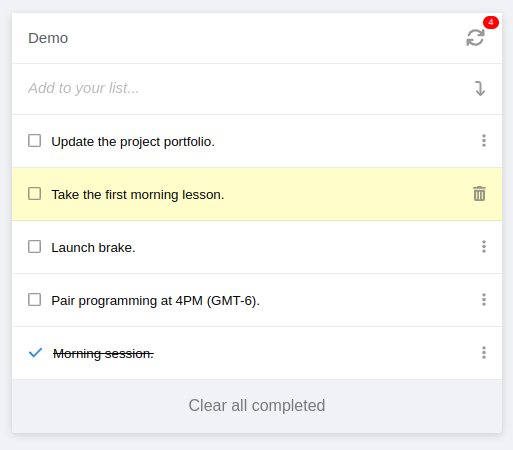 Demo
4
Add to your list...
Update the project portfolio.
Take the first morning lesson.
Launch brake.
Pair programming at 4PM (GMT-6).
Morning session.
Clear all completed